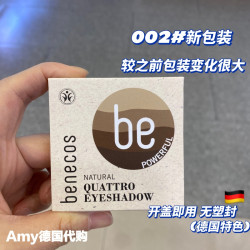 002#新包装
较之前包装变化很大
be
POWERFUL
benecos
NATURAL
QUATTRO
EYESHADOW
开盖即用 无塑封
（德国特色）
Amy德国代购